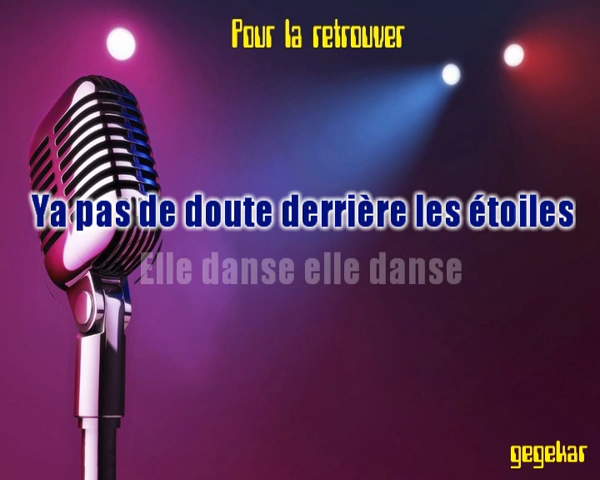 Pour la retrouver
Ya pas de doute derrière les étoiles
Elle danse elle danse
gegekar